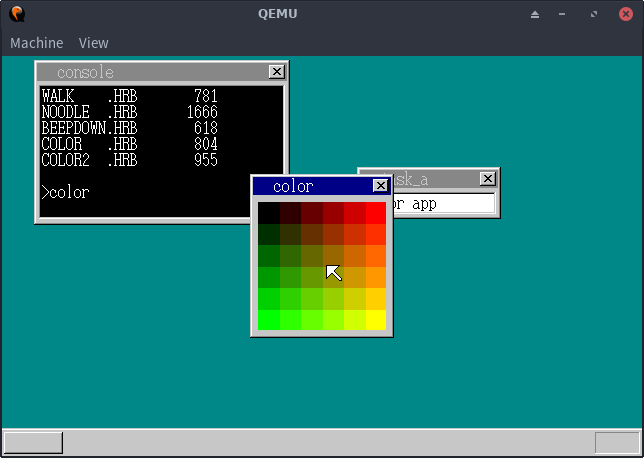 QEMU
Machine View
console
WALK .HRB 781
NOODLE .HRB 1666
BEEPDOWN.HRB 618
COLOR .HRB 804
COLOR2 .HRB 955
>color
color
app